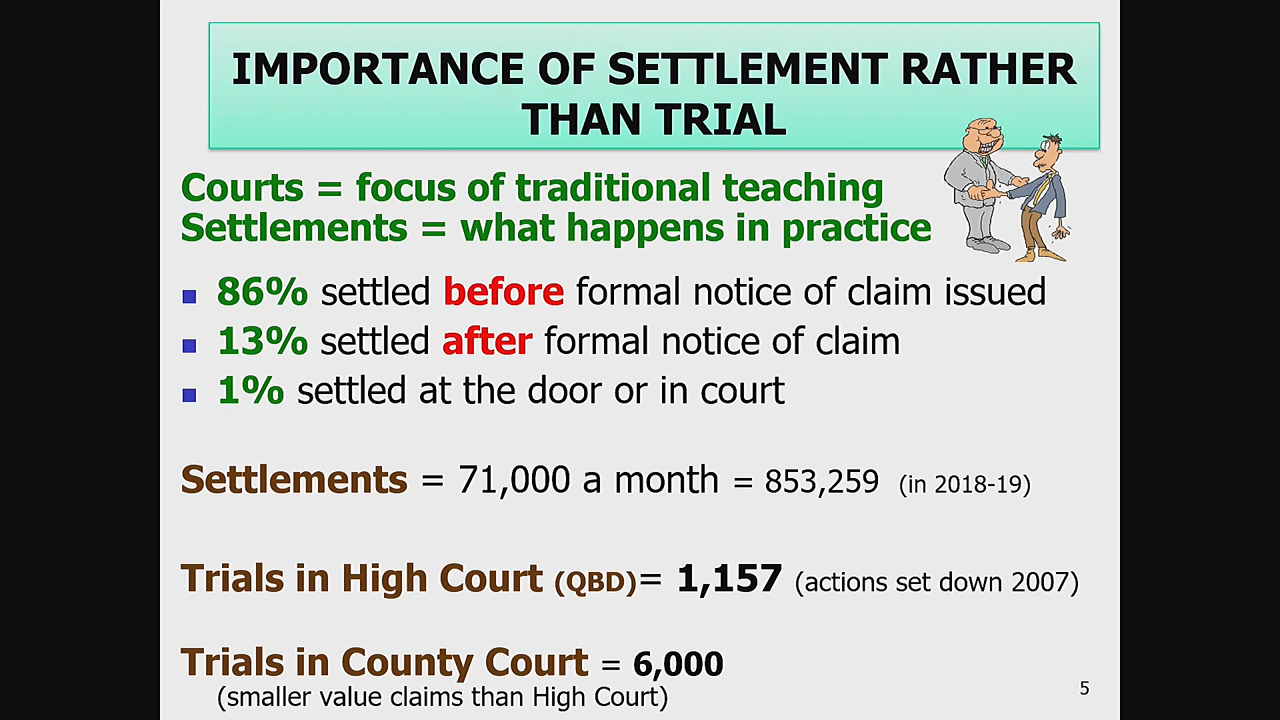 IMPORTANCE OF SETTLEMENT RATHER
THAN TRIAL
Courts = focus of traditional teaching
Settlements = what happens in practice
▪ 86% settled before formal notice of claim issued
▪ 13% settled after formal notice of claim
▪ 1% settled at the door or in court
Settlements = 71,000 a month = 853,259 (in 2018-19)
Trials in High Court (QBD)= 1,157 (actions set down 2007)
Trials in County Court = 6,000
(smaller value claims than High Court)
5